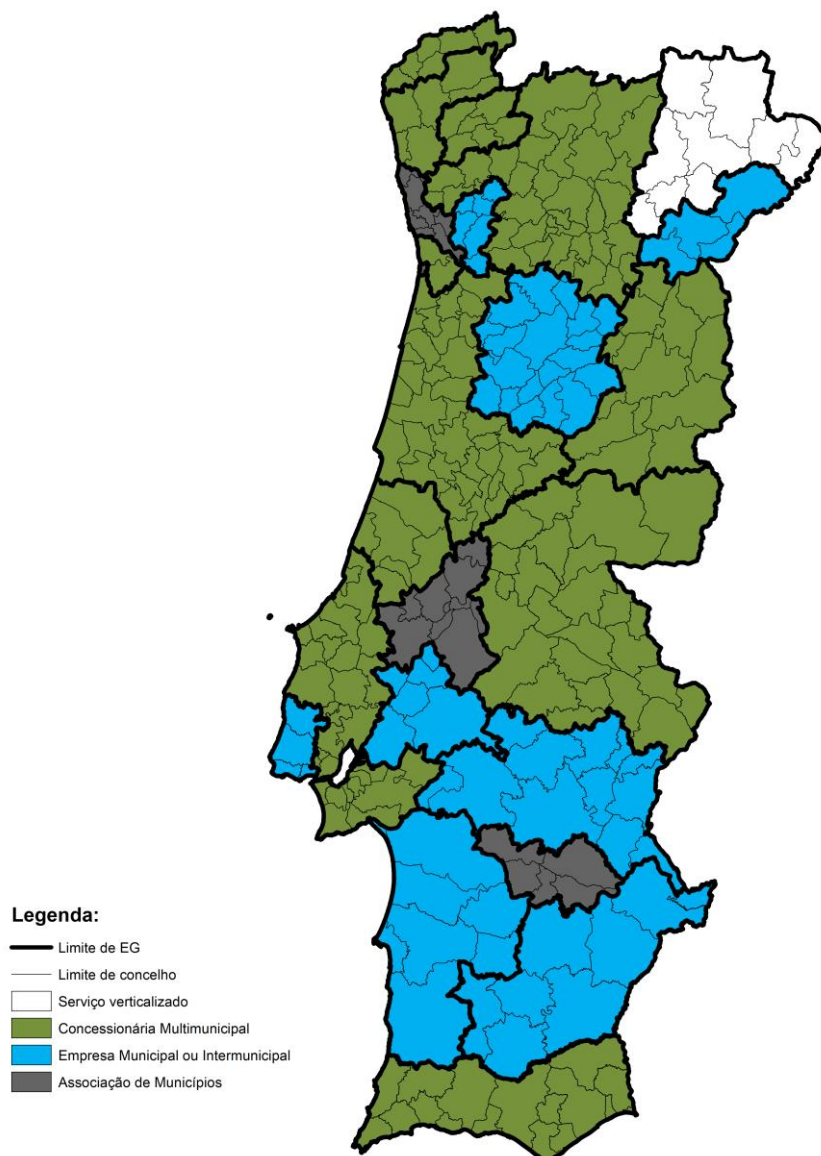 Legenda:
Limite de EG
Limite de concelho
Serviço verticalizado
Concessionária Multimunicipal
Empresa Municipal ou Intermunicipal
Associação de Municípios